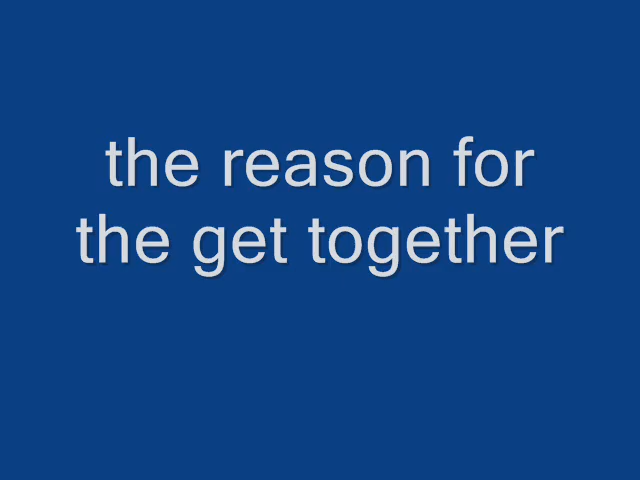 the reason for
the get together